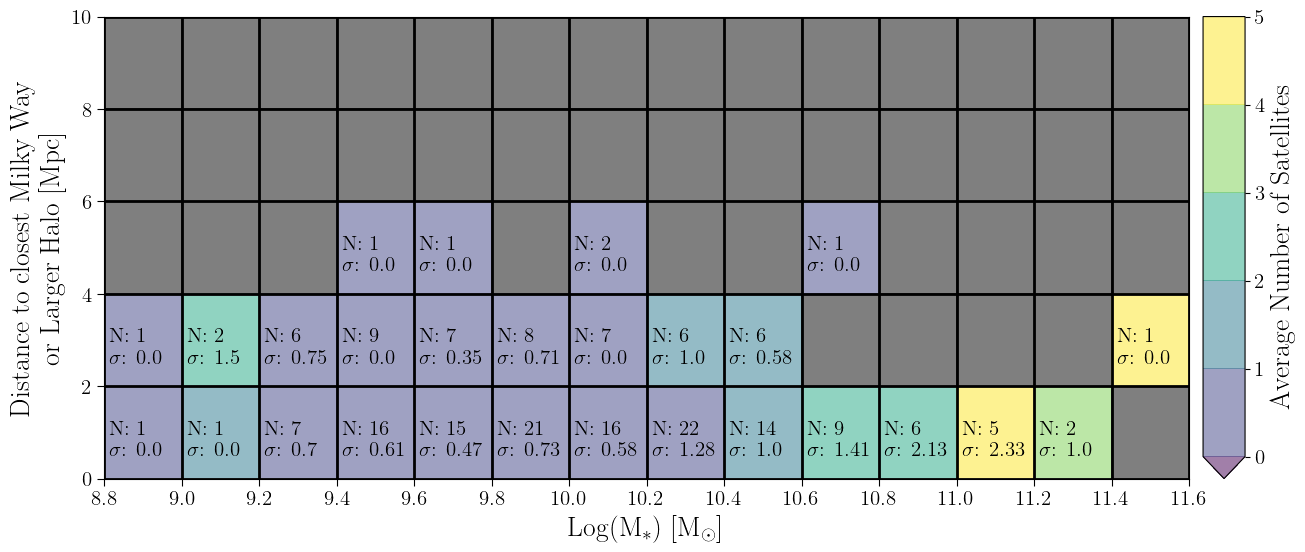 Distance to closest Milky Way
or Larger Halo [Mpc]
10
8
6
4
2
0
N: 1
σ: 0.0
N: 1
σ: 0.0
N: 2
σ: 0.0
N: 1
σ: 0.0
N: 1
σ: 0.0
N: 2
σ: 1.5
N: 6
σ: 0.75
N: 9
σ: 0.0
N: 7
σ: 0.35
N: 8
σ: 0.71
N: 7
σ: 0.0
N: 6
σ: 1.0
N: 6
σ: 0.58
N: 1
σ: 0.0
N: 1
σ: 0.0
N: 1
σ: 0.0
N: 7
σ: 0.7
N: 16
σ: 0.61
N: 15
σ: 0.47
N: 21
σ: 0.73
N: 16
σ: 0.58
N: 22
σ: 1.28
N: 14
σ: 1.0
N: 9
σ: 1.41
N: 6
σ: 2.13
N: 5
σ: 2.33
N: 2
σ: 1.0
8.8 9.0 9.2 9.4 9.6 9.8 10.0 10.2 10.4 10.6 10.8 11.0 11.2 11.4 11.6
Log(M∗) [M⊙]
5
4
3
2
1
0
Average Number of Satellites